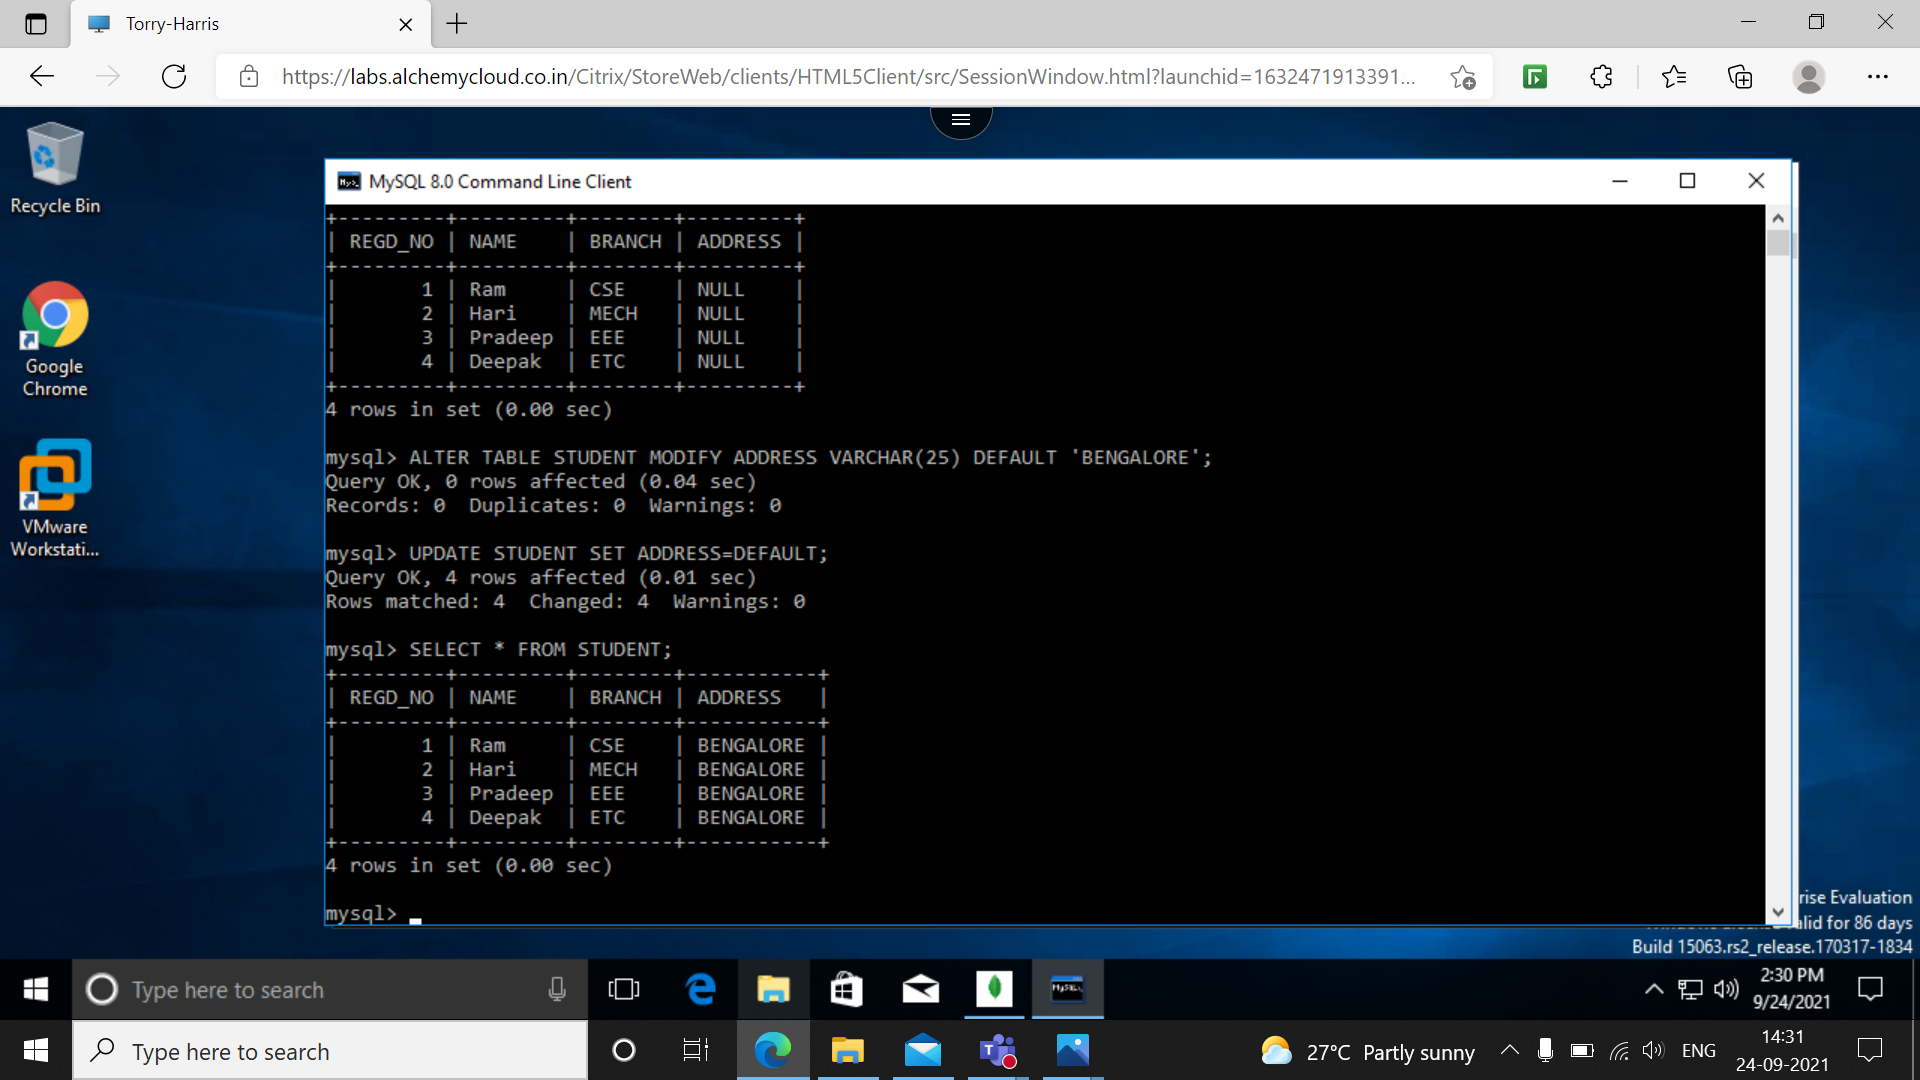 Torry-Harris
https://labs.alchemycloud.co.in/Citrix/StoreWeb/clients/HTML5Client/src/SessionWindow.html?launchid=1632471913391...
Recycle Bin
Google
Chrome
VMware
Workstati...
MySQL 8.0 Command Line Client
+---------+---------+--------+---------+
| REGD_NO | NAME    | BRANCH | ADDRESS |
+---------+---------+--------+---------+
|       1 | Ram     | CSE    | NULL    |
|       2 | Hari    | MECH   | NULL    |
|       3 | Pradeep | EEE    | NULL    |
|       4 | Deepak  | ETC    | NULL    |
+---------+---------+--------+---------+
4 rows in set (0.00 sec)
mysql> ALTER TABLE STUDENT MODIFY ADDRESS VARCHAR(25) DEFAULT 'BENGALORE';
Query OK, 0 rows affected (0.04 sec)
Records: 0  Duplicates: 0  Warnings: 0
mysql> UPDATE STUDENT SET ADDRESS=DEFAULT;
Query OK, 4 rows affected (0.01 sec)
Rows matched: 4  Changed: 4  Warnings: 0
mysql> SELECT * FROM STUDENT;
+---------+---------+--------+-----------+
| REGD_NO | NAME    | BRANCH | ADDRESS   |
+---------+---------+--------+-----------+
|       1 | Ram     | CSE    | BENGALORE |
|       2 | Hari    | MECH   | BENGALORE |
|       3 | Pradeep | EEE    | BENGALORE |
|       4 | Deepak  | ETC    | BENGALORE |
+---------+---------+--------+-----------+
4 rows in set (0.00 sec)
mysql>
rise Evaluation
alid for 86 days
Build 15063.rs2_release.170317-1834
Type here to search
2:30 PM
9/24/2021
Type here to search
27°C Partly sunny
ENG
14:31
24-09-2021